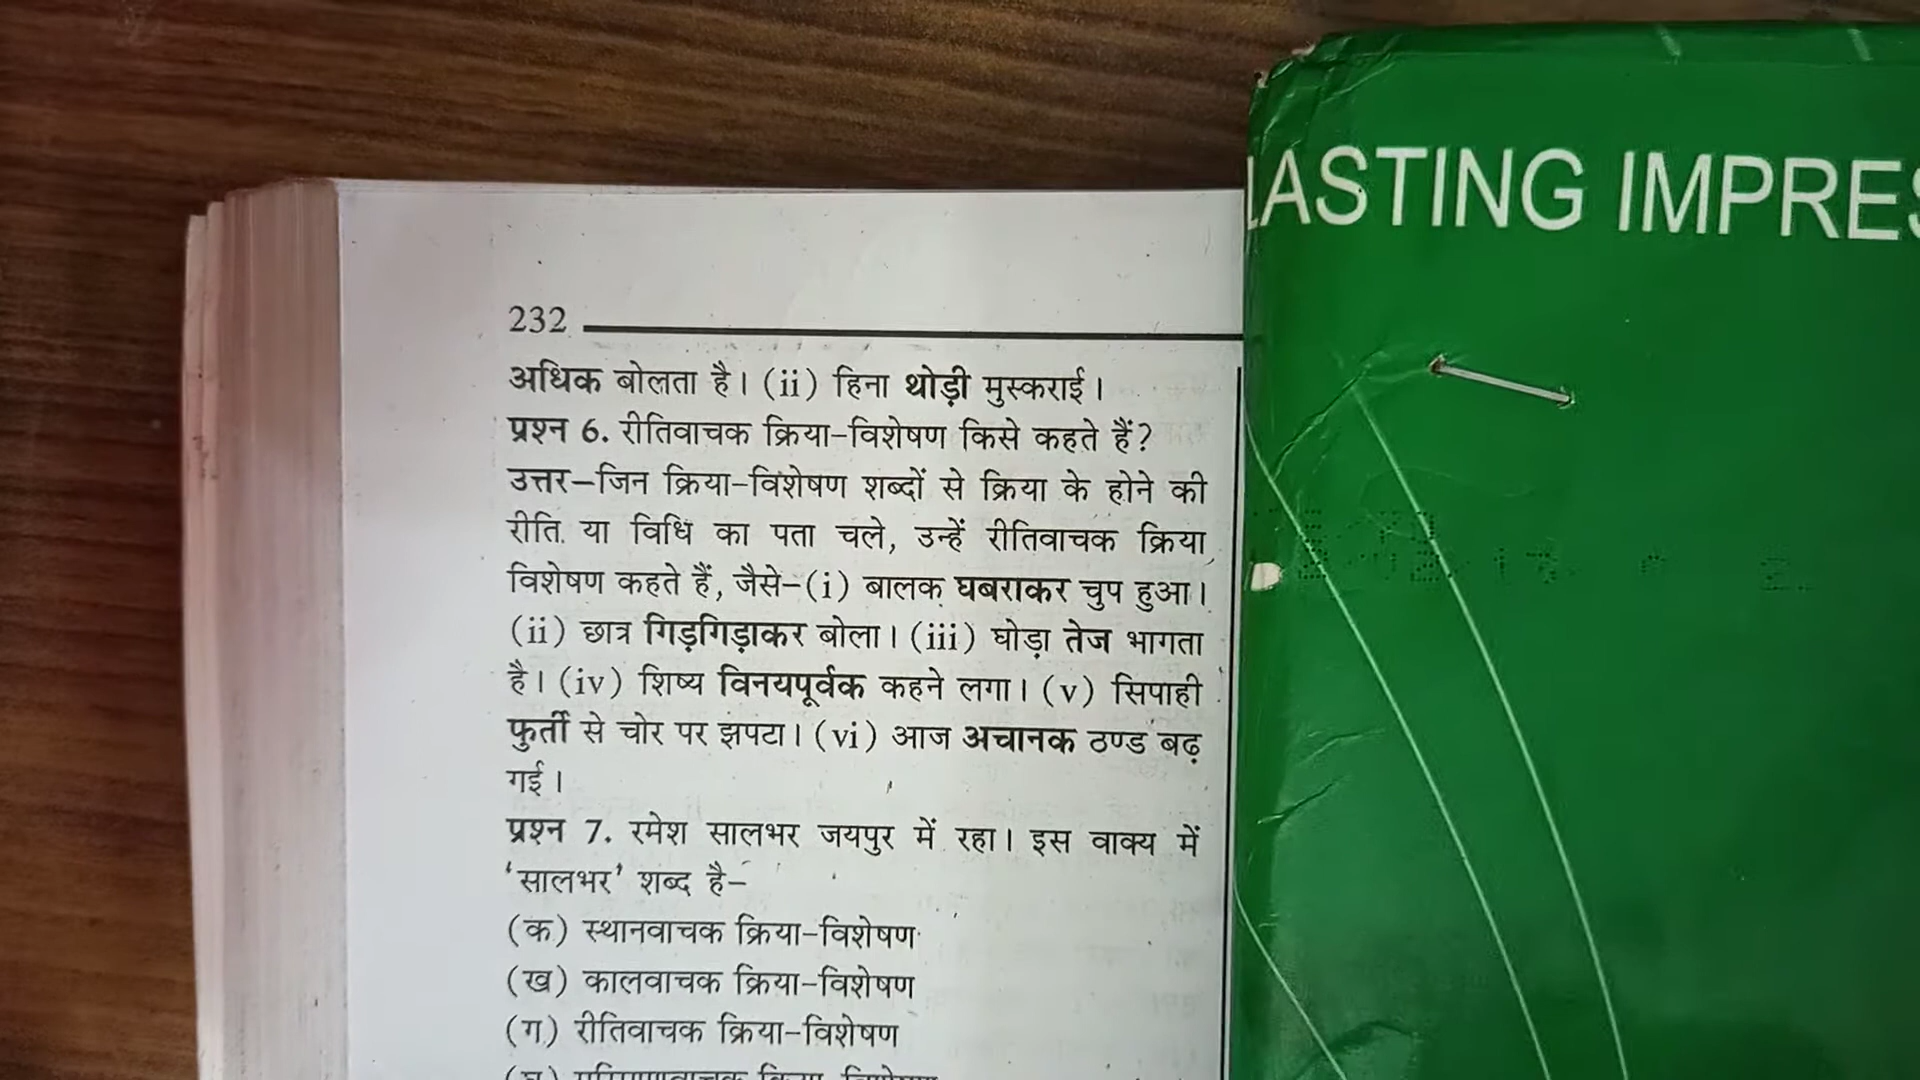 LASTING IMPRES
232
अधिक बोलता है। (ii) हिना थोड़ी मुस्कराई।
प्रश्न 6. रीतिवाचक क्रिया-विशेषण किसे कहते हैं?
उत्तर–जिन क्रिया-विशेषण शब्दों से क्रिया के होने की
रीति या विधि का पता चले, उन्हें रीतिवाचक क्रिया
विशेषण कहते हैं, जैसे–(i) बालक घबराकर चुप हुआ।
(ii) छात्र गिड़गिड़ाकर बोला। (iii) घोड़ा तेज भागता
है। (iv) शिष्य विनयपूर्वक कहने लगा। (v) सिपाही
फुर्ती से चोर पर झपटा। (vi) आज अचानक ठण्ड बढ़
गई।
प्रश्न 7. रमेश सालभर जयपुर में रहा। इस वाक्य में
'सालभर' शब्द है–
(क) स्थानवाचक क्रिया-विशेषण
(ख) कालवाचक क्रिया-विशेषण
(ग) रीतिवाचक क्रिया-विशेषण